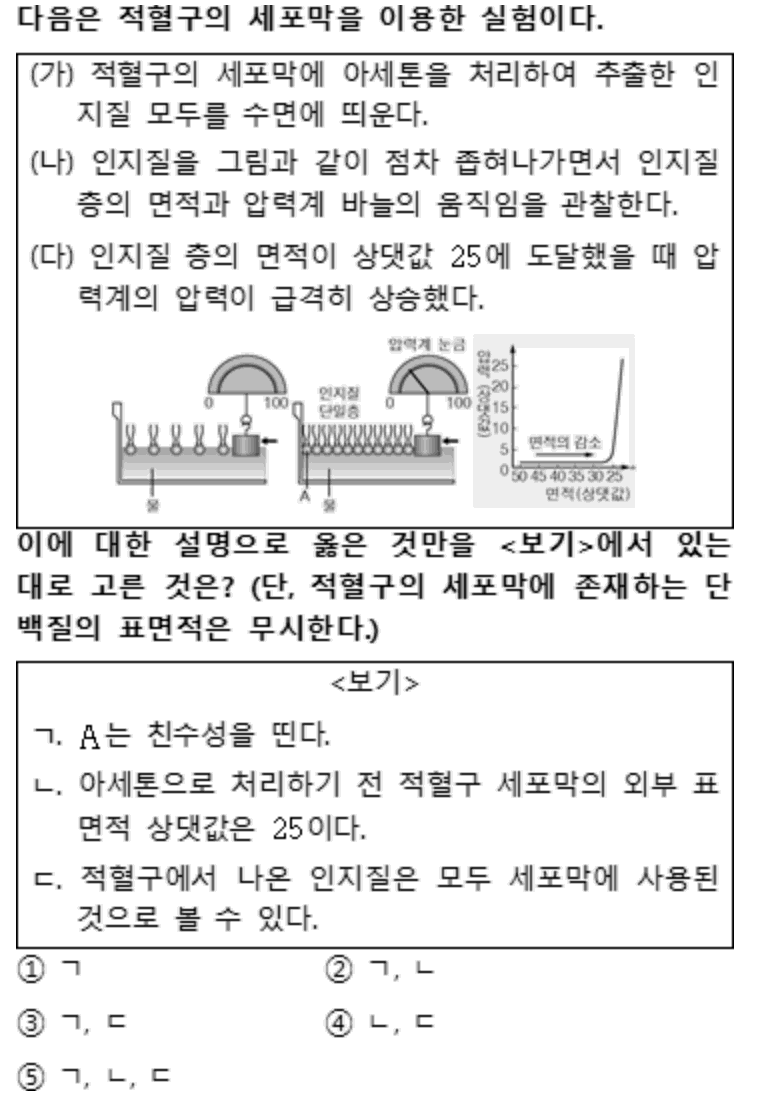 다음은 적혈구의 세포막을 이용한 실험이다.
(가) 적혈구의 세포막에 아세톤을 처리하여 추출한 인
지질 모두를 수면에 띄운다.
(나) 인지질을 그림과 같이 점차 좁혀나가면서 인지질
층의 면적과 압력계 바늘의 움직임을 관찰한다.
(다) 인지질 층의 면적이 상댓값 25에 도달했을 때 압
력계의 압력이 급격히 상승했다.
압력계 눈금
0 100
인지질
단일층
0 100
물
A
물
압력(상댓값)
25
20
15
10
5
0
면적의 감소
50 45 40 35 30 25
면적(상댓값)
이에 대한 설명으로 옳은 것만을 <보기>에서 있는
대로 고른 것은? (단, 적혈구의 세포막에 존재하는 단
백질의 표면적은 무시한다.)
<보기>
ㄱ. A는 친수성을 띤다.
ㄴ. 아세톤으로 처리하기 전 적혈구 세포막의 외부 표
면적 상댓값은 25이다.
ㄷ. 적혈구에서 나온 인지질은 모두 세포막에 사용된
것으로 볼 수 있다.
① ㄱ ② ㄱ, ㄴ
③ ㄱ, ㄷ ④ ㄴ, ㄷ
⑤ ㄱ, ㄴ, ㄷ